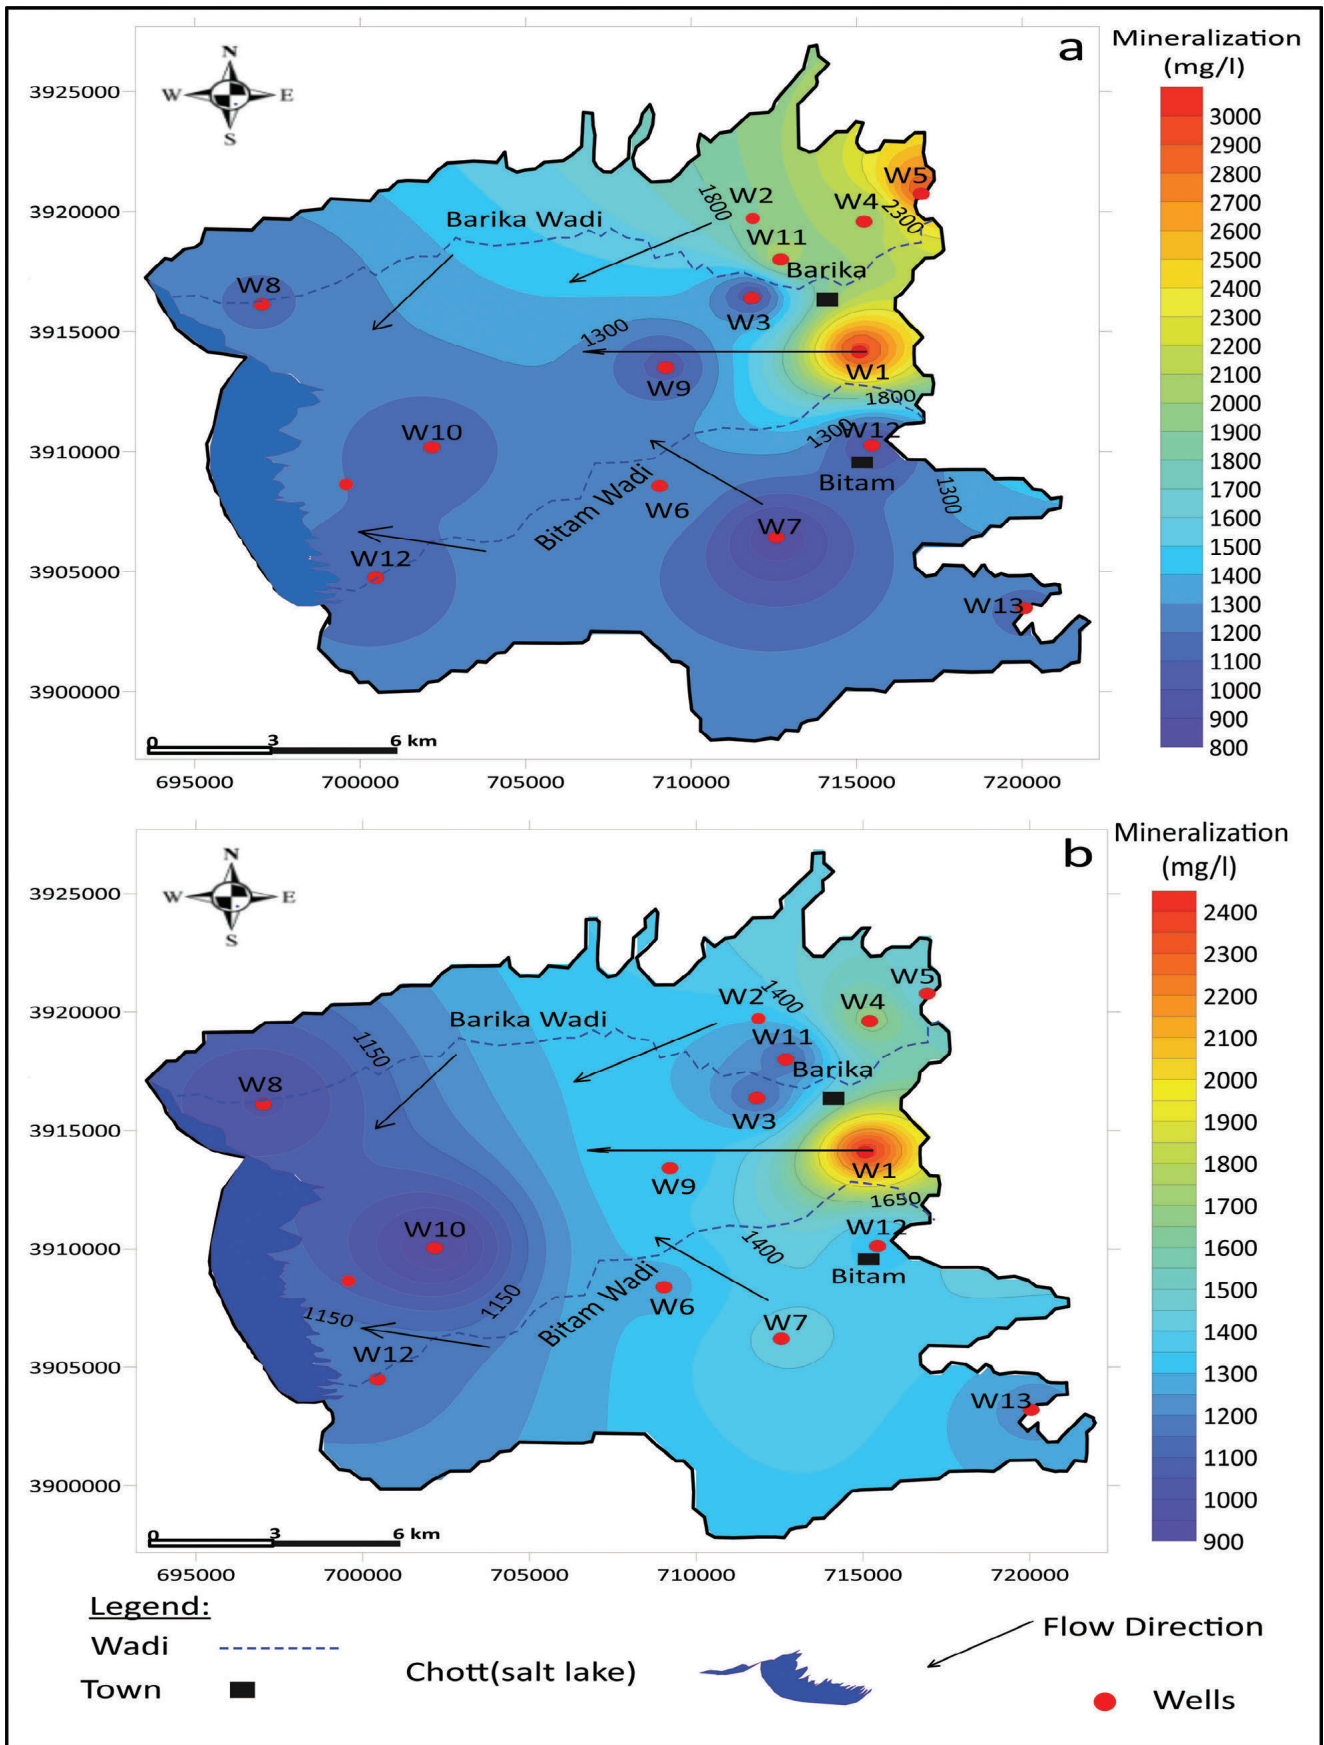 a
Mineralization
(mg/l)
N
W E
S
3925000
3920000
3915000
3910000
3905000
3900000
695000 700000 705000 710000 715000 720000
0 3 6 km
Barika Wadi
1800
W2
W4
W5
2300
W11
Barika
W8
W3
1300
W9
W1
1800
W10
1300
W12
Bitam
1300
Bitam Wadi
W6
W7
W12
W13
3000
2900
2800
2700
2600
2500
2400
2300
2200
2100
2000
1900
1800
1700
1600
1500
1400
1300
1200
1100
1000
900
800
b
Mineralization
(mg/l)
N
W E
S
3925000
3920000
3915000
3910000
3905000
3900000
695000 700000 705000 710000 715000 720000
0 3 6 km
Barika Wadi
1150
W2
1400
W4
W5
W11
Barika
W8
W3
W9
W1
1650
W10
W12
1400
Bitam
1150
1150
Bitam Wadi
W6
W7
W12
W13
2400
2300
2200
2100
2000
1900
1800
1700
1600
1500
1400
1300
1200
1100
1000
900
Legend:
Wadi
Town
Chott(salt lake)
Flow Direction
Wells